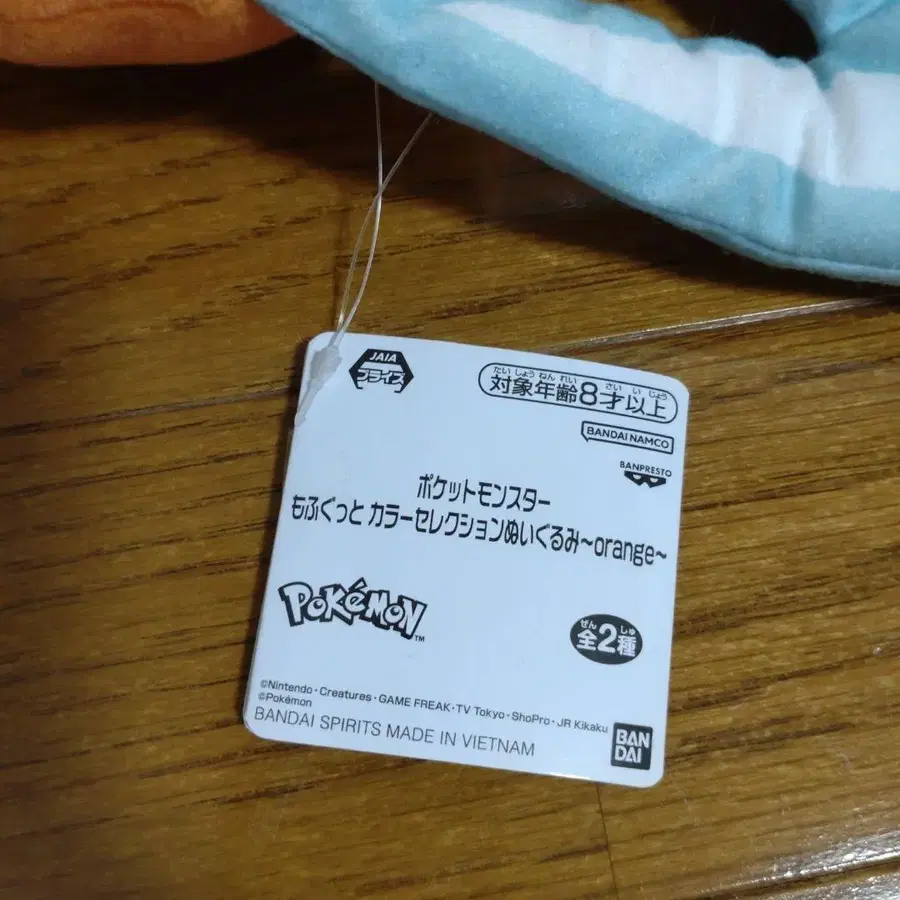 JAIA
プライズ
たいしょうねんれい さい いじょう
対象年齢8才以上
BANDAI NAMCO
BANPRESTO
ポケットモンスター
もふぐっと カラーセレクションぬいぐるみ~orange~
POKéMON™
ぜん しゅ
全2種
©Nintendo・Creatures・GAME FREAK・TV Tokyo・ShoPro・JR Kikaku
©Pokémon
BANDAI SPIRITS MADE IN VIETNAM
BAN
DAI